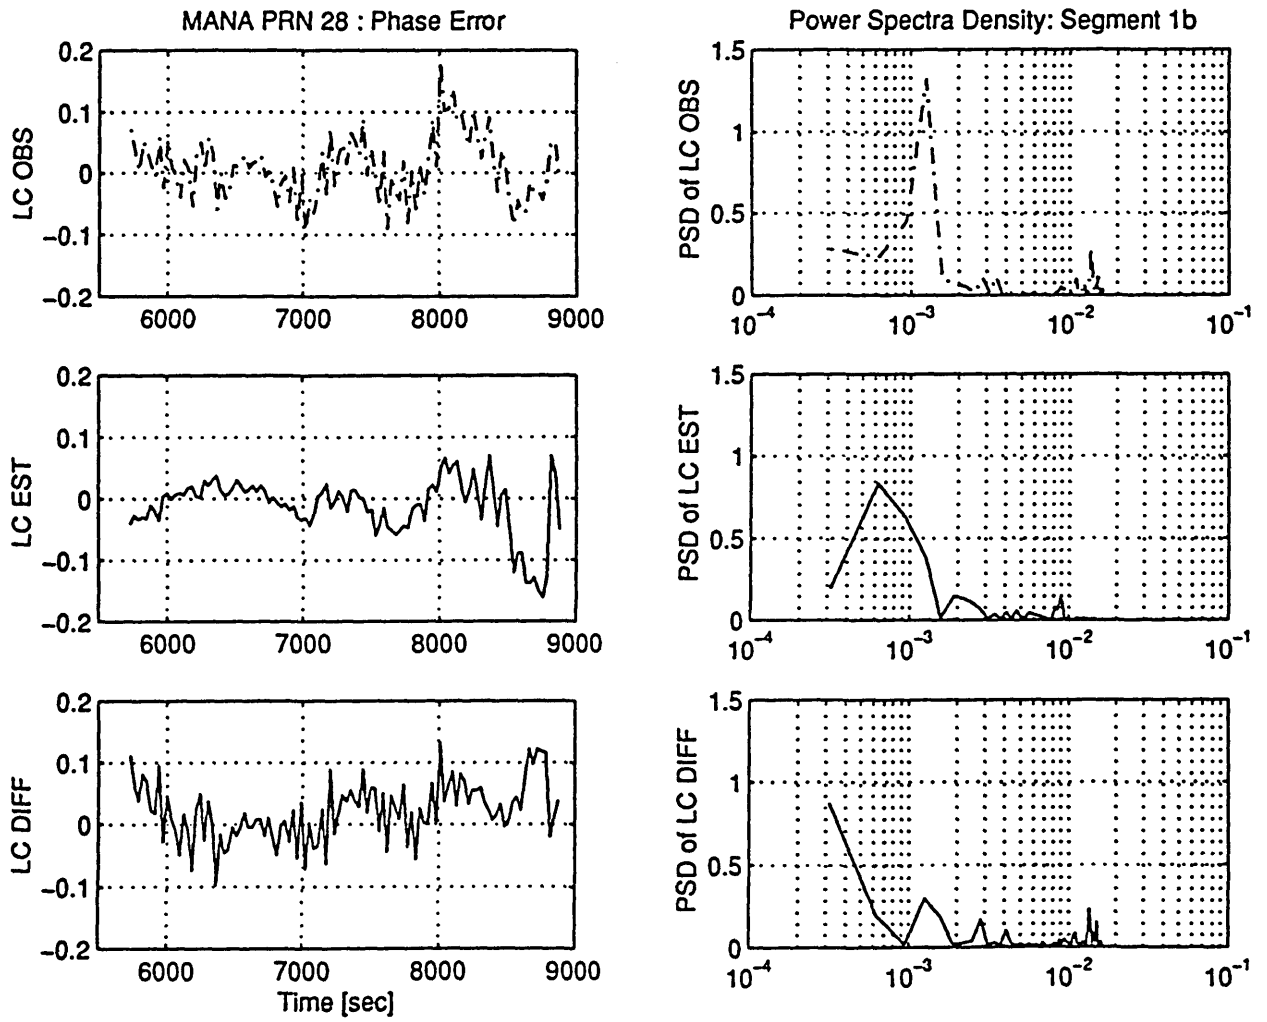 MANA PRN 28 : Phase Error
Power Spectra Density: Segment 1b
LC OBS
0.2
0.1
0
−0.1
−0.2
6000 7000 8000 9000
PSD of LC OBS
1.5
1
0.5
0
10−4 10−3 10−2 10−1
LC EST
0.2
0.1
0
−0.1
−0.2
6000 7000 8000 9000
PSD of LC EST
1.5
1
0.5
0
10−4 10−3 10−2 10−1
LC DIFF
0.2
0.1
0
−0.1
−0.2
6000 7000 8000 9000
Time [sec]
PSD of LC DIFF
1.5
1
0.5
0
10−4 10−3 10−2 10−1